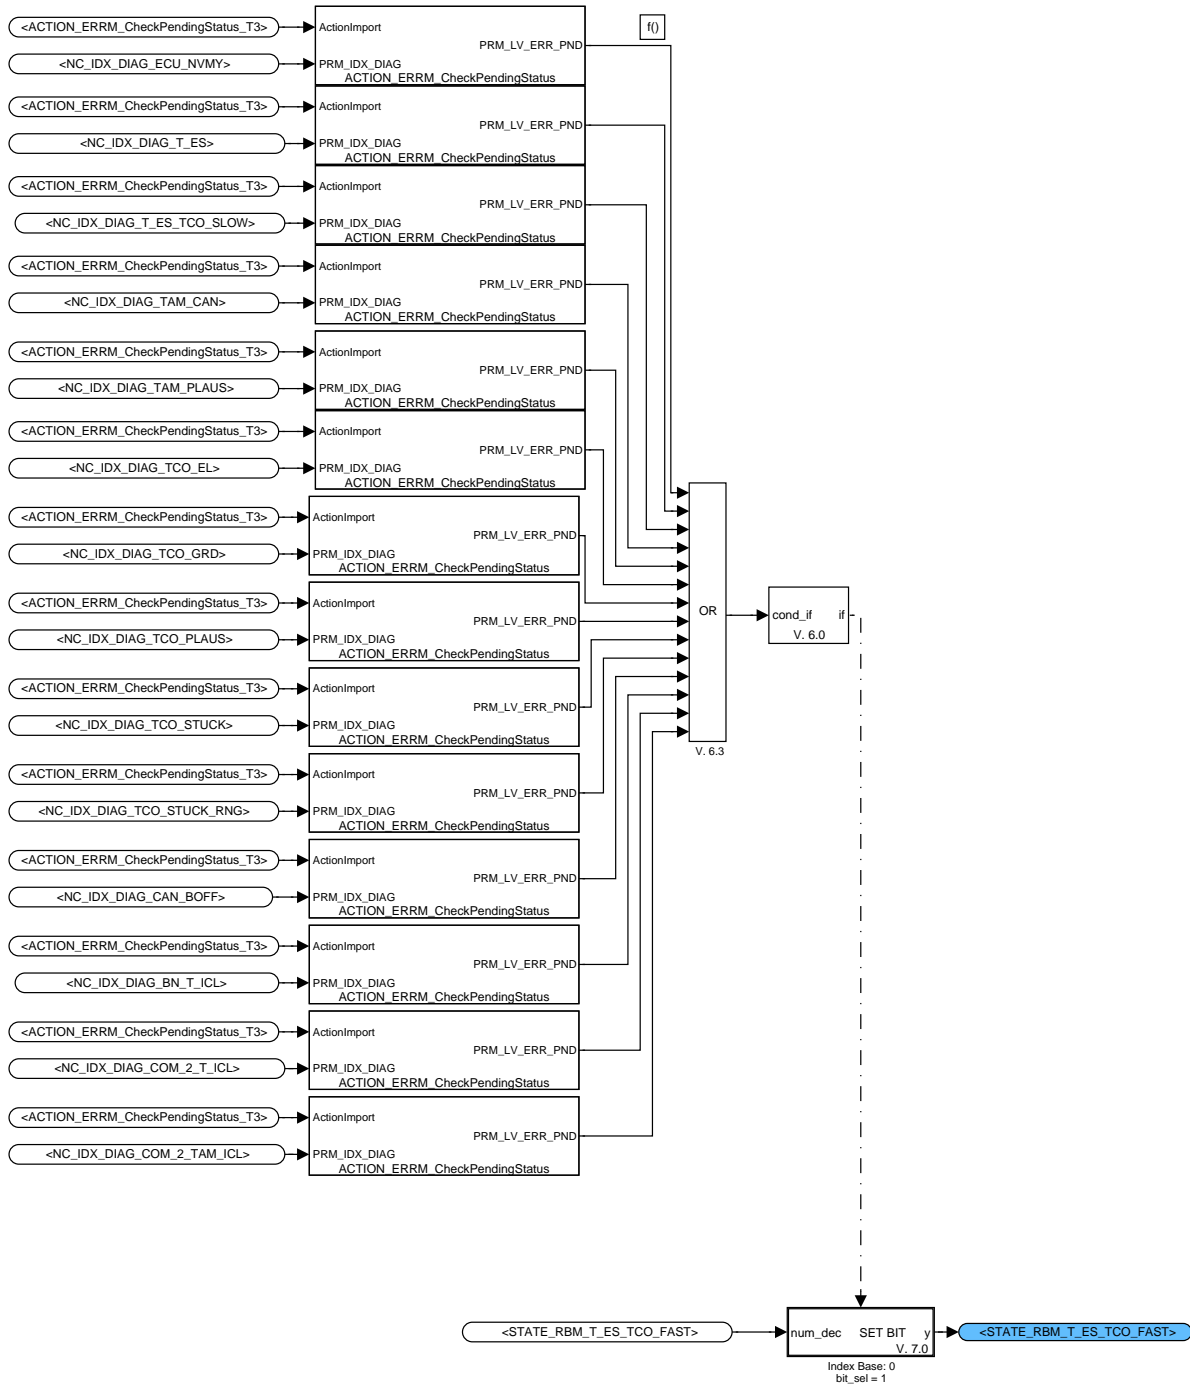 <ACTION_ERRM_CheckPendingStatus_T3>
ActionImport
f()
PRM_LV_ERR_PND
<NC_IDX_DIAG_ECU_NVMY>
PRM_IDX_DIAG
ACTION_ERRM_CheckPendingStatus
<ACTION_ERRM_CheckPendingStatus_T3>
ActionImport
PRM_LV_ERR_PND
<NC_IDX_DIAG_T_ES>
PRM_IDX_DIAG
ACTION_ERRM_CheckPendingStatus
<ACTION_ERRM_CheckPendingStatus_T3>
ActionImport
PRM_LV_ERR_PND
<NC_IDX_DIAG_T_ES_TCO_SLOW>
PRM_IDX_DIAG
ACTION_ERRM_CheckPendingStatus
<ACTION_ERRM_CheckPendingStatus_T3>
ActionImport
PRM_LV_ERR_PND
<NC_IDX_DIAG_TAM_CAN>
PRM_IDX_DIAG
ACTION_ERRM_CheckPendingStatus
<ACTION_ERRM_CheckPendingStatus_T3>
ActionImport
PRM_LV_ERR_PND
<NC_IDX_DIAG_TAM_PLAUS>
PRM_IDX_DIAG
ACTION_ERRM_CheckPendingStatus
<ACTION_ERRM_CheckPendingStatus_T3>
ActionImport
PRM_LV_ERR_PND
<NC_IDX_DIAG_TCO_EL>
PRM_IDX_DIAG
ACTION_ERRM_CheckPendingStatus
<ACTION_ERRM_CheckPendingStatus_T3>
ActionImport
PRM_LV_ERR_PND
<NC_IDX_DIAG_TCO_GRD>
PRM_IDX_DIAG
ACTION_ERRM_CheckPendingStatus
<ACTION_ERRM_CheckPendingStatus_T3>
ActionImport
PRM_LV_ERR_PND
<NC_IDX_DIAG_TCO_PLAUS>
PRM_IDX_DIAG
ACTION_ERRM_CheckPendingStatus
OR
V. 6.3
cond_if if
V. 6.0
<ACTION_ERRM_CheckPendingStatus_T3>
ActionImport
PRM_LV_ERR_PND
<NC_IDX_DIAG_TCO_STUCK>
PRM_IDX_DIAG
ACTION_ERRM_CheckPendingStatus
<ACTION_ERRM_CheckPendingStatus_T3>
ActionImport
PRM_LV_ERR_PND
<NC_IDX_DIAG_TCO_STUCK_RNG>
PRM_IDX_DIAG
ACTION_ERRM_CheckPendingStatus
<ACTION_ERRM_CheckPendingStatus_T3>
ActionImport
PRM_LV_ERR_PND
<NC_IDX_DIAG_CAN_BOFF>
PRM_IDX_DIAG
ACTION_ERRM_CheckPendingStatus
<ACTION_ERRM_CheckPendingStatus_T3>
ActionImport
PRM_LV_ERR_PND
<NC_IDX_DIAG_BN_T_ICL>
PRM_IDX_DIAG
ACTION_ERRM_CheckPendingStatus
<ACTION_ERRM_CheckPendingStatus_T3>
ActionImport
PRM_LV_ERR_PND
<NC_IDX_DIAG_COM_2_T_ICL>
PRM_IDX_DIAG
ACTION_ERRM_CheckPendingStatus
<ACTION_ERRM_CheckPendingStatus_T3>
ActionImport
PRM_LV_ERR_PND
<NC_IDX_DIAG_COM_2_TAM_ICL>
PRM_IDX_DIAG
ACTION_ERRM_CheckPendingStatus
<STATE_RBM_T_ES_TCO_FAST>
num_dec SET BIT y
V. 7.0
<STATE_RBM_T_ES_TCO_FAST>
Index Base: 0
bit_sel = 1